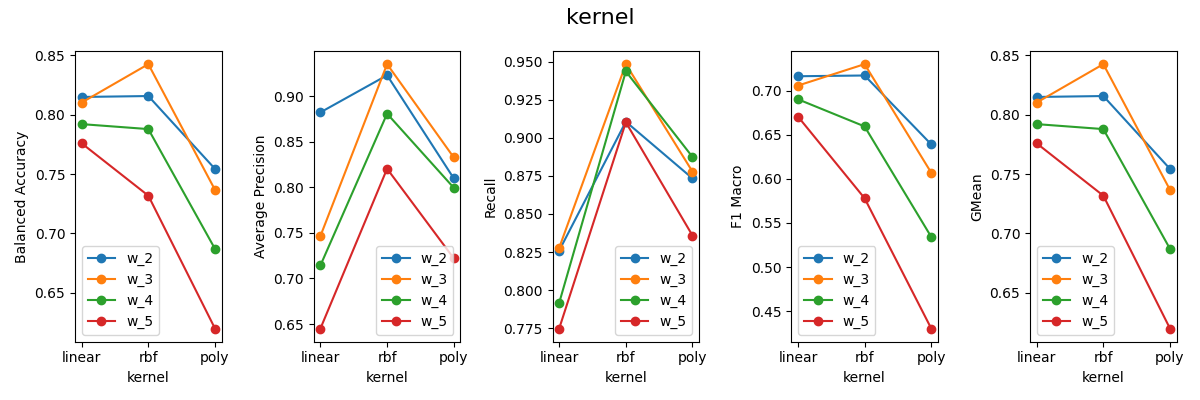 kernel
Balanced Accuracy
0.85
0.80
0.75
0.70
0.65
w_2
w_3
w_4
w_5
linear rbf poly
kernel
Average Precision
0.90
0.85
0.80
0.75
0.70
0.65
w_2
w_3
w_4
w_5
linear rbf poly
kernel
Recall
0.950
0.925
0.900
0.875
0.850
0.825
0.800
0.775
w_2
w_3
w_4
w_5
linear rbf poly
kernel
F1 Macro
0.70
0.65
0.60
0.55
0.50
0.45
w_2
w_3
w_4
w_5
linear rbf poly
kernel
GMean
0.85
0.80
0.75
0.70
0.65
w_2
w_3
w_4
w_5
linear rbf poly
kernel